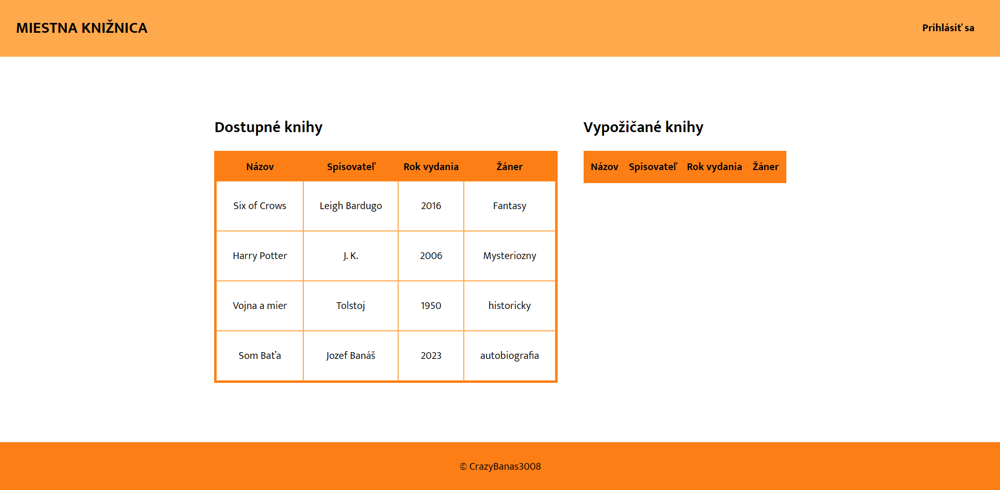 MIESTNA KNIŽNICA
Prihlásiť sa
Dostupné knihy
Názov Spisovateľ Rok vydania Žáner
Six of Crows Leigh Bardugo 2016 Fantasy
Harry Potter J. K. 2006 Mysteriozny
Vojna a mier Tolstoj 1950 historicky
Som Baťa Jozef Banáš 2023 autobiografia
Vypožičané knihy
Názov Spisovateľ Rok vydania Žáner
© CrazyBanas3008